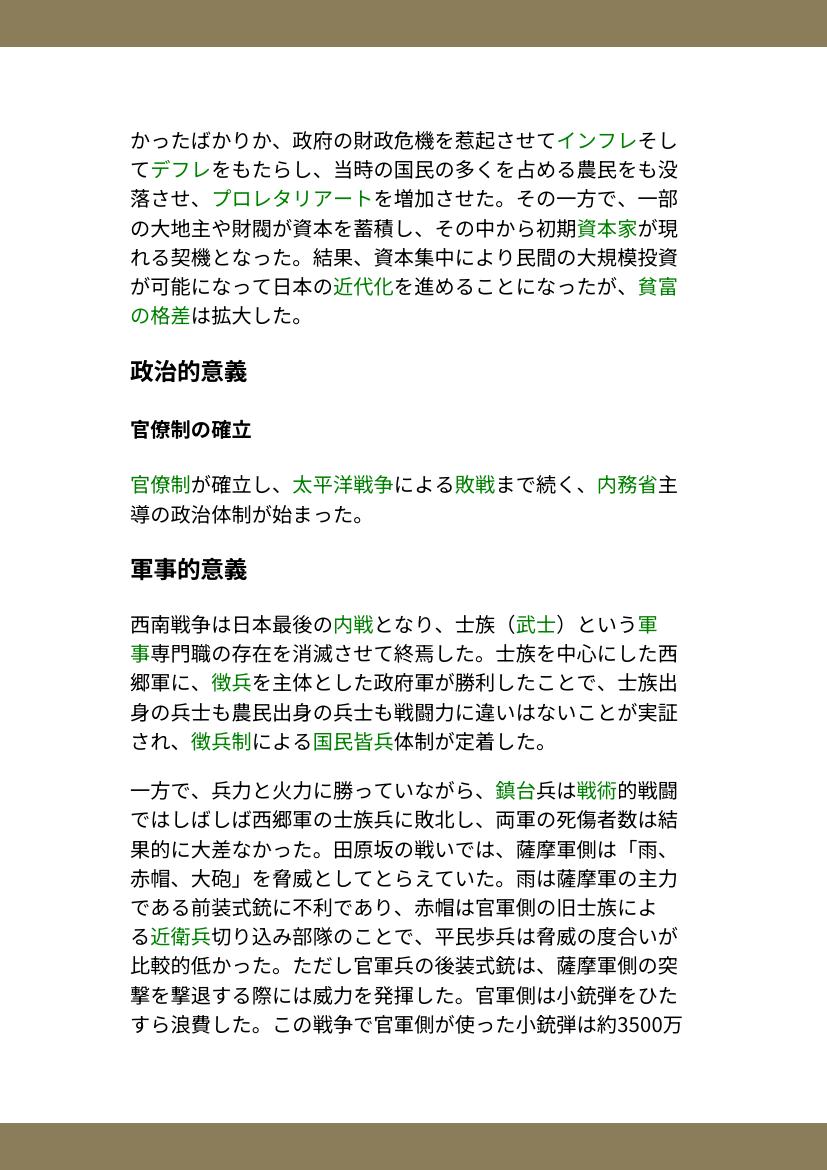 かったばかりか、政府の財政危機を惹起させてインフレそし
てデフレをもたらし、当時の国民の多くを占める農民をも没
落させ、プロレタリアートを増加させた。その一方で、一部
の大地主や財閥が資本を蓄積し、その中から初期資本家が現
れる契機となった。結果、資本集中により民間の大規模投資
が可能になって日本の近代化を進めることになったが、貧富
の格差は拡大した。
政治的意義
官僚制の確立
官僚制が確立し、太平洋戦争による敗戦まで続く、内務省主
導の政治体制が始まった。
軍事的意義
西南戦争は日本最後の内戦となり、士族（武士）という軍
事専門職の存在を消滅させて終焉した。士族を中心にした西
郷軍に、徴兵を主体とした政府軍が勝利したことで、士族出
身の兵士も農民出身の兵士も戦闘力に違いはないことが実証
され、徴兵制による国民皆兵体制が定着した。
一方で、兵力と火力に勝っていながら、鎮台兵は戦術的戦闘
ではしばしば西郷軍の士族兵に敗北し、両軍の死傷者数は結
果的に大差なかった。田原坂の戦いでは、薩摩軍側は「雨、
赤帽、大砲」を脅威としてとらえていた。雨は薩摩軍の主力
である前装式銃に不利であり、赤帽は官軍側の旧士族によ
る近衛兵切り込み部隊のことで、平民歩兵は脅威の度合いが
比較的低かった。ただし官軍兵の後装式銃は、薩摩軍側の突
撃を撃退する際には威力を発揮した。官軍側は小銃弾をひた
すら浪費した。この戦争で官軍側が使った小銃弾は約3500万